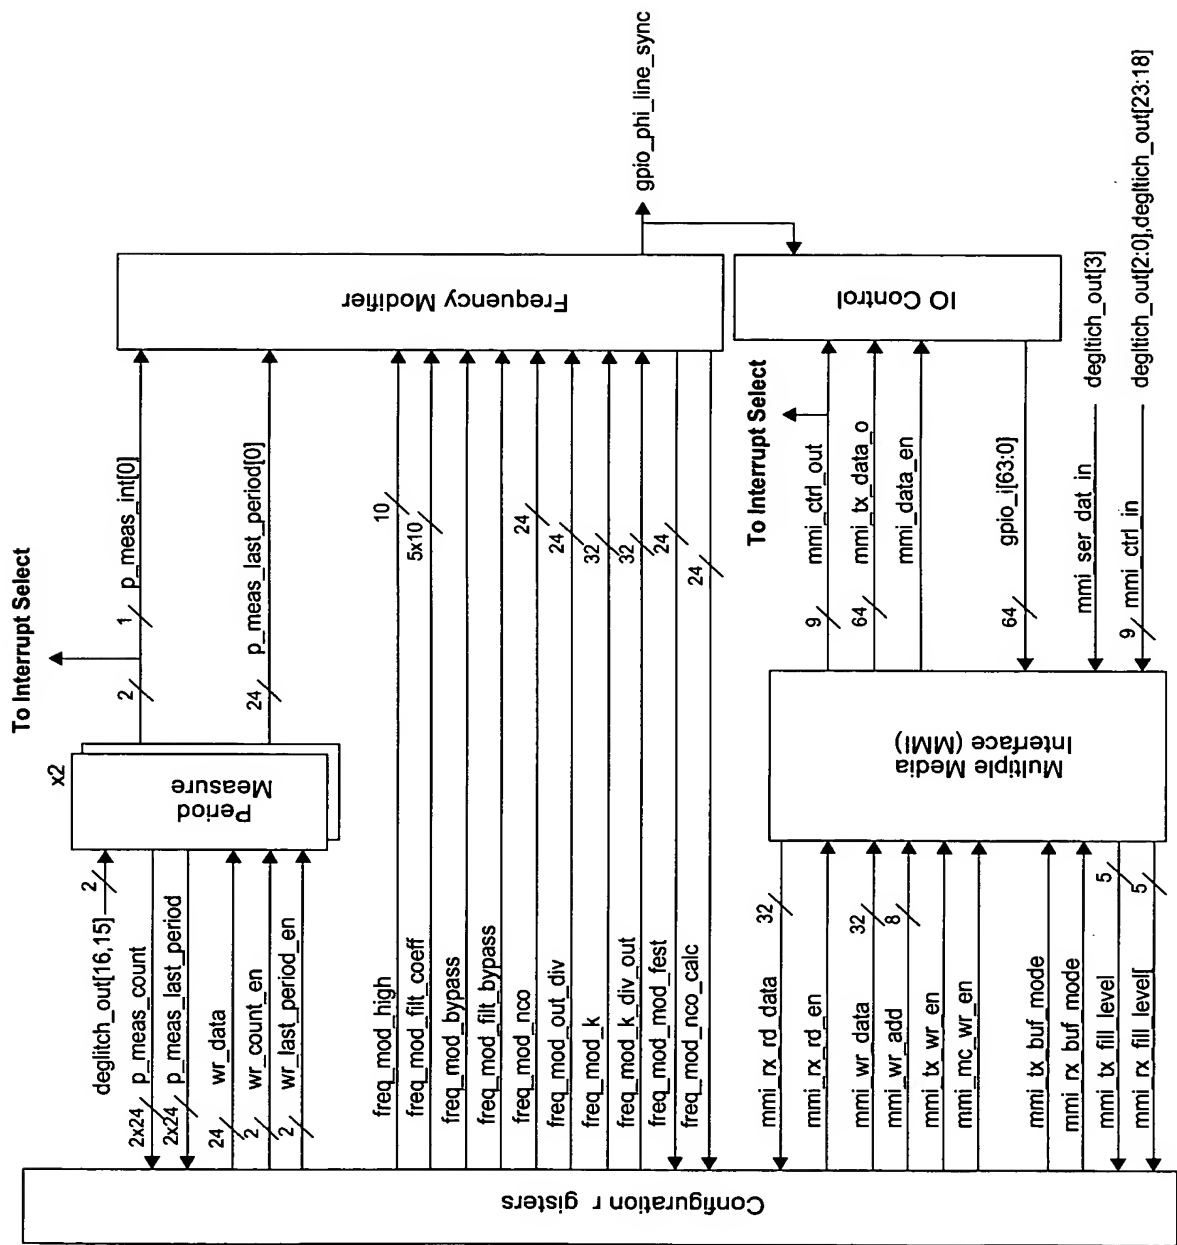 To Interrupt Select
x2
Period
Measure
deglitch_out[16,15]
2
2x24
p_meas_count
2x24
p_meas_last_period
24
wr_data
2
wr_count_en
2
wr_last_period_en
2
1
p_meas_int[0]
24
p_meas_last_period[0]
Frequency Modifier
freq_mod_high
10
freq_mod_filt_coeff
5x10
freq_mod_bypass
freq_mod_filt_bypass
freq_mod_nco
24
freq_mod_out_div
24
freq_mod_k
32
freq_mod_k_div_out
32
freq_mod_mod_fest
24
freq_mod_nco_calc
24
gpio_phi_line_sync
IO Control
To Interrupt Select
9
mmi_ctrl_out
64
mmi_tx_data_o
mmi_data_en
64
gpio_i[63:0]
mmi_ser_dat_in
degltich_out[3]
9
mmi_ctrl_in
degltich_out[2:0],degltich_out[23:18]
Multiple Media
Interface (MMI)
mmi_rx_rd_data
32
mmi_rx_rd_en
mmi_wr_data
32
mmi_wr_add
8
mmi_tx_wr_en
mmi_mc_wr_en
mmi_tx_buf_mode
mmi_rx_buf_mode
mmi_tx_fill_level
5
mmi_rx_fill_level[
5
Configuration r gisters